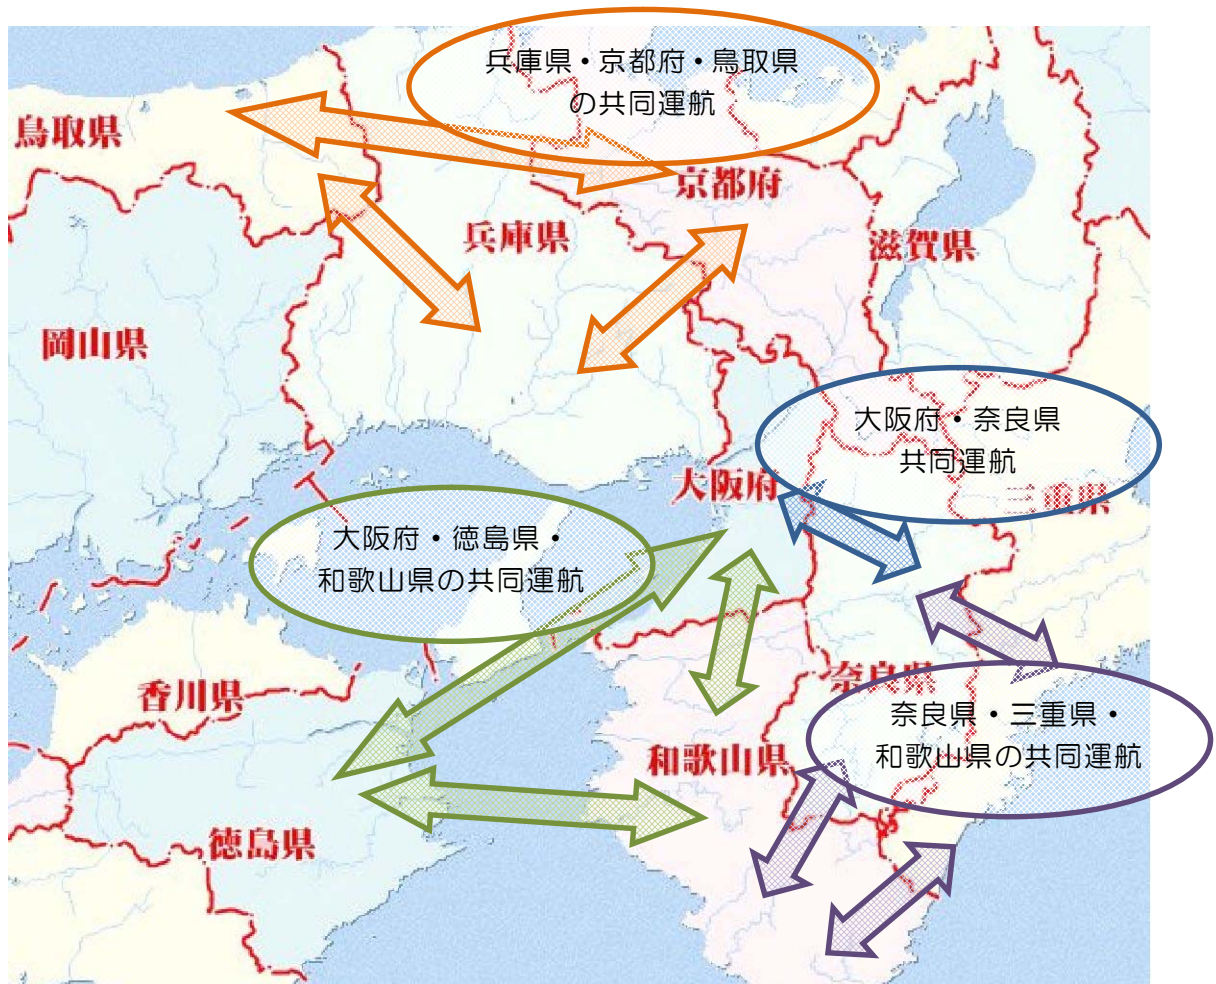 兵庫県・京都府・鳥取県
の共同運航
鳥取県
京都府
兵庫県
滋賀県
岡山県
大阪府・奈良県
共同運航
大阪府
三重県
大阪府・徳島県・
和歌山県の共同運航
香川県
奈良県
奈良県・三重県・
和歌山県の共同運航
和歌山県
徳島県